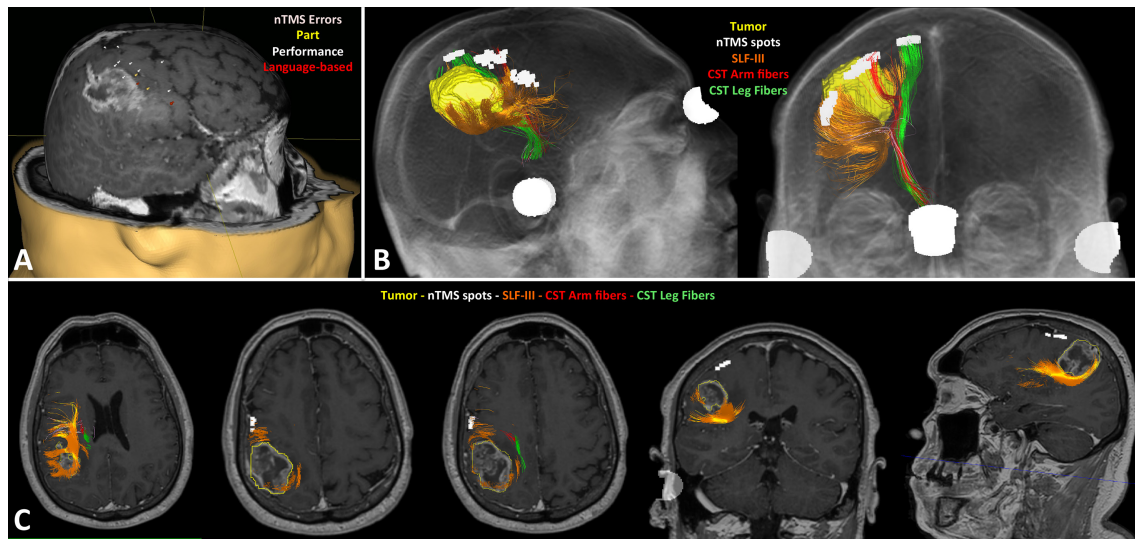 nTMS Errors
Part
Performance
Language-based
A
Tumor
nTMS spots
SLF-III
CST Arm fibers
CST Leg Fibers
B
Tumor - nTMS spots - SLF-III - CST Arm fibers - CST Leg Fibers
C